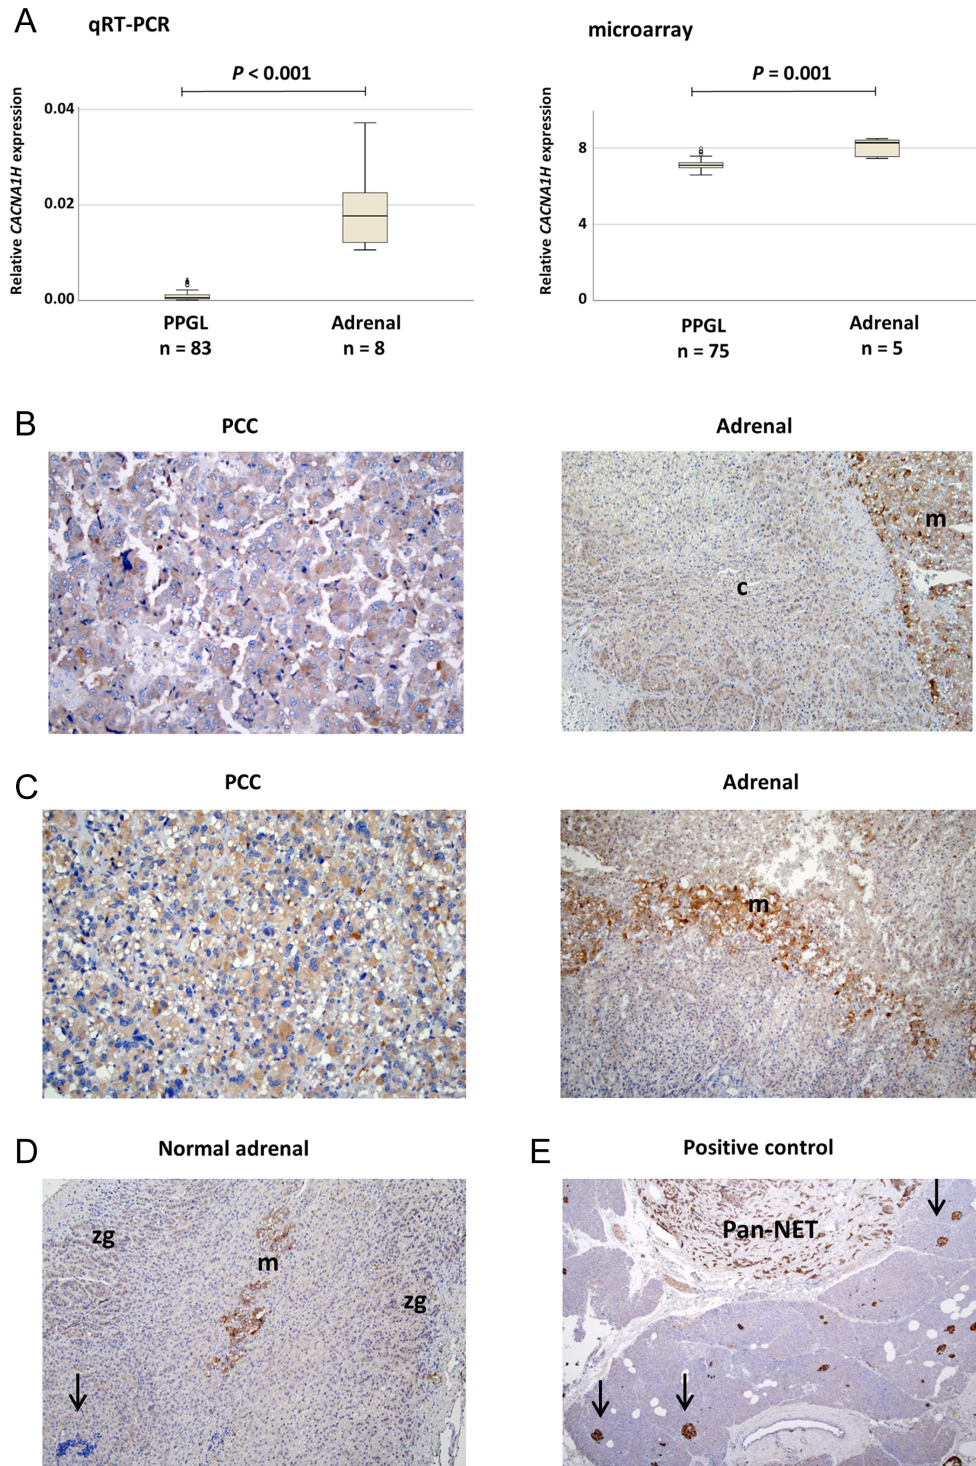 A
qRT-PCR
microarray
P < 0.001
P = 0.001
Relative CACNA1H expression
0.04
0.02
0.00
PPGL
n = 83
Adrenal
n = 8
Relative CACNA1H expression
8
4
0
PPGL
n = 75
Adrenal
n = 5
B
PCC
Adrenal
c
m
C
PCC
Adrenal
m
D
Normal adrenal
zg
m
zg
E
Positive control
Pan-NET